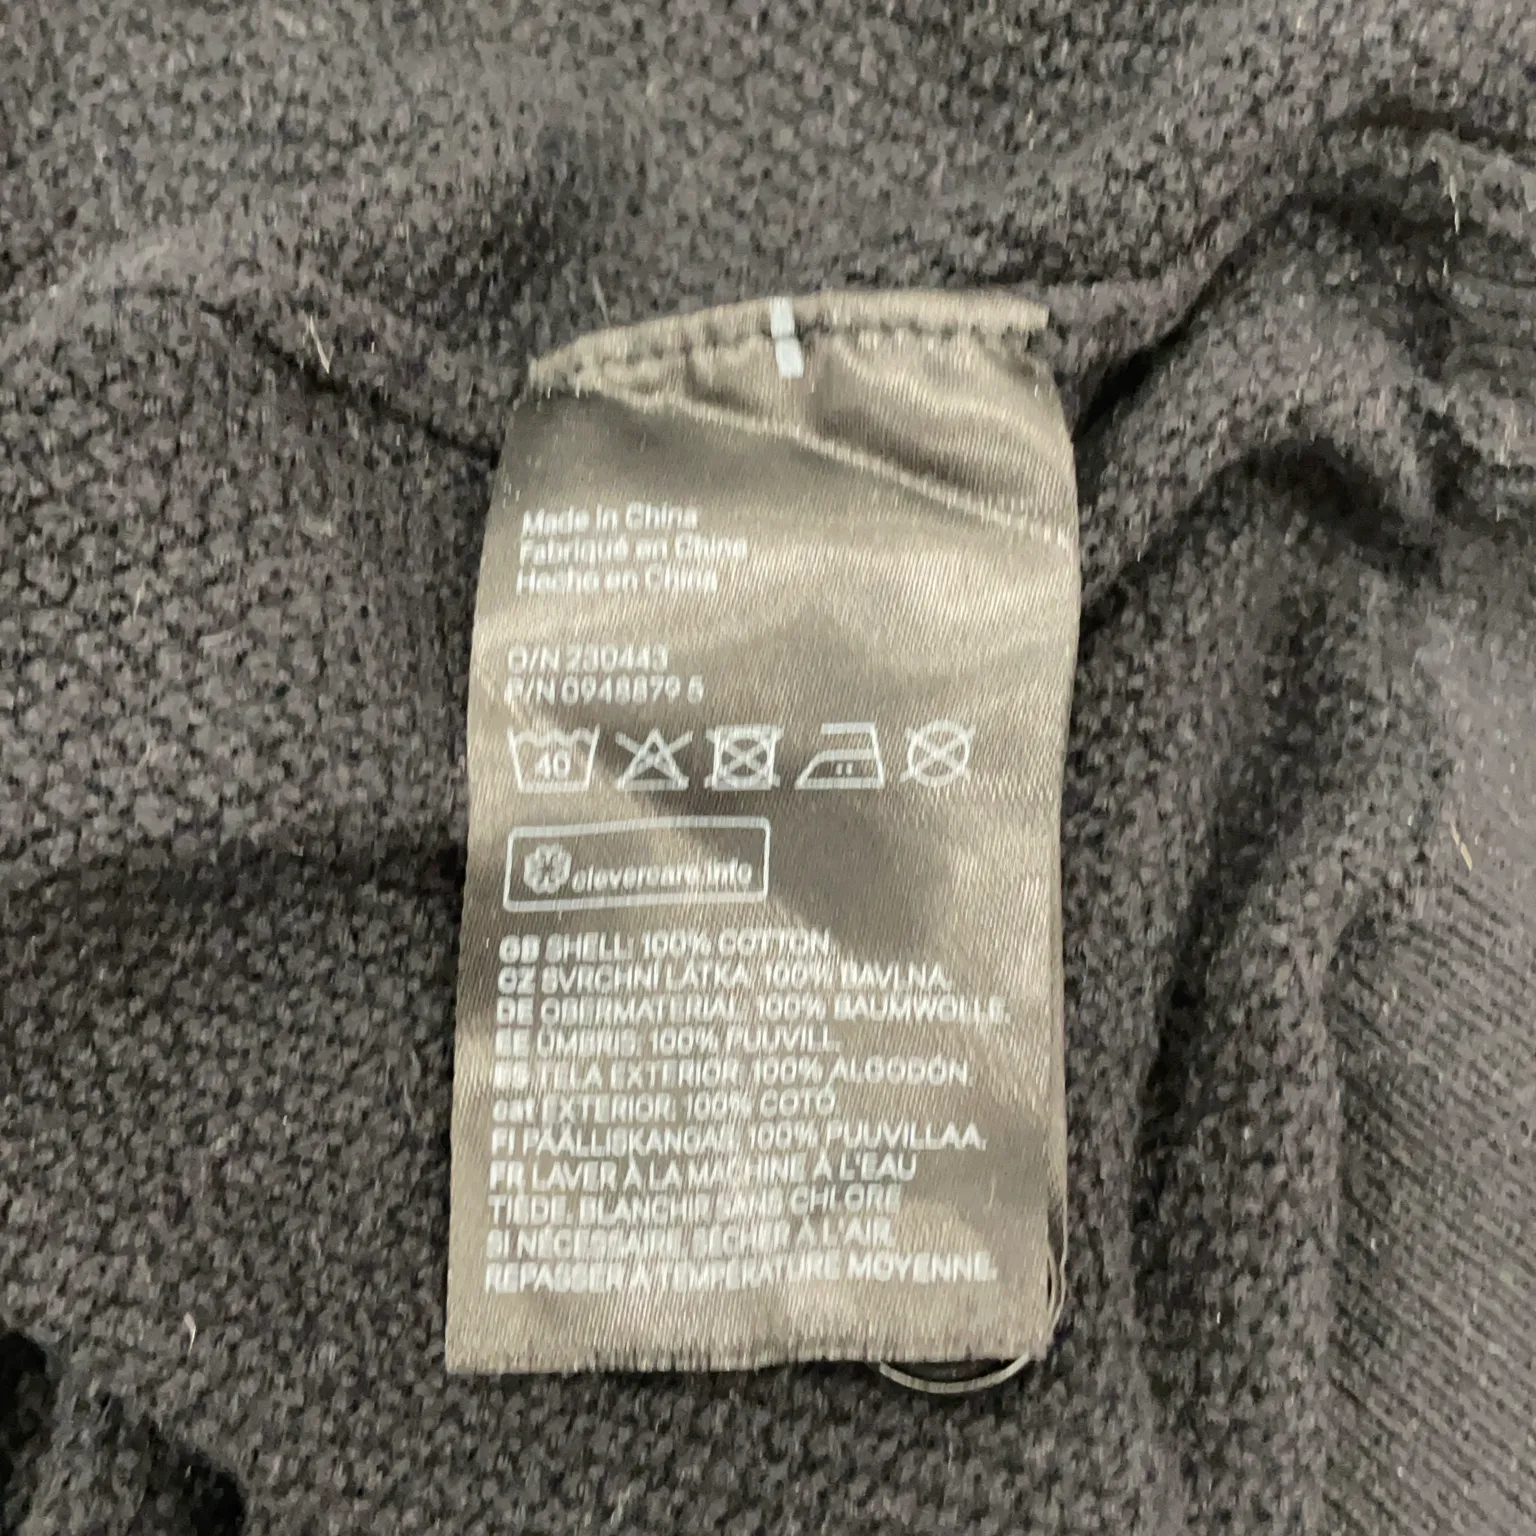 Made in China
Fabriqué en Chine
Hecho en China
O/N 230443
P/N 0948879 5
40
clevercare.info
GB SHELL: 100% COTTON.
CZ SVRCHNÍ LÁTKA: 100% BAVLNA.
DE OBERMATERIAL: 100% BAUMWOLLE.
EE ÜMBRIS: 100% PUUVILL.
ES TELA EXTERIOR: 100% ALGODÓN.
cat EXTERIOR: 100% COTÓ.
FI PÄÄLLISKANGAS: 100% PUUVILLAA.
FR LAVER À LA MACHINE À L'EAU
TIÈDE, BLANCHIR SANS CHLORE
SI NÉCESSAIRE, SÉCHER À L'AIR,
REPASSER À TEMPÉRATURE MOYENNE.